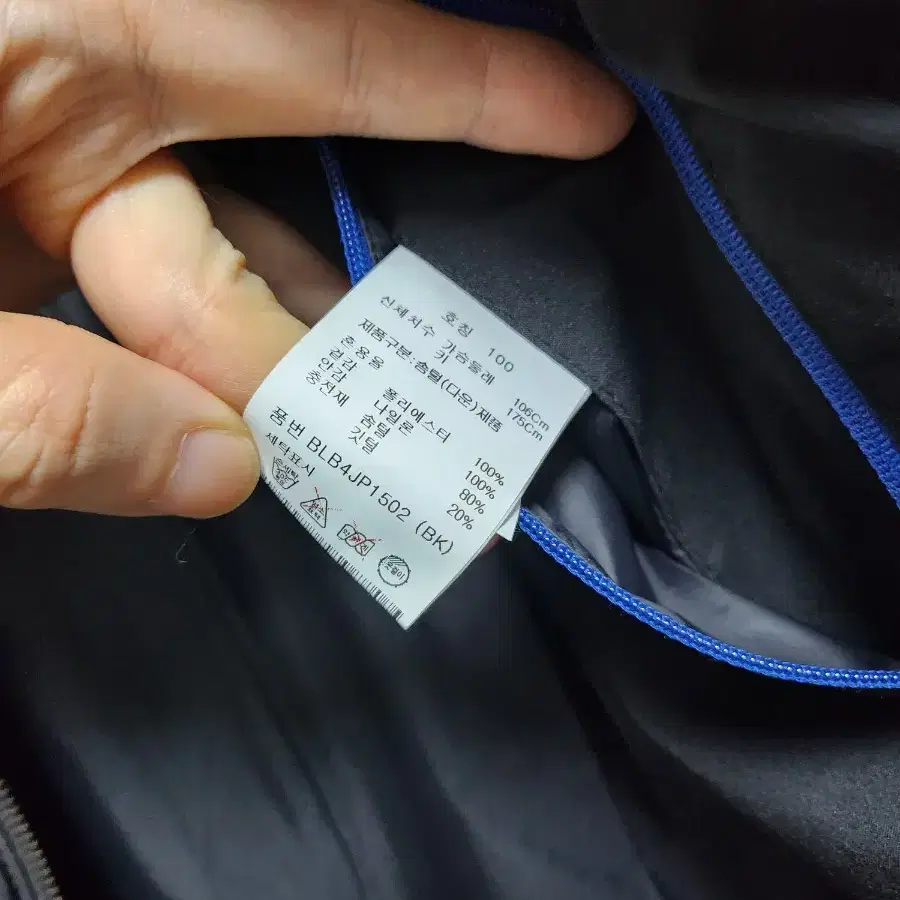 호칭 100
신체치수 가슴둘레 106Cm
키 175Cm
제품구분:솜털(다운)제품
혼용율
겉감 폴리에스터 100%
안감 나일론 100%
충전재 솜털 80%
깃털 20%
품번 BLB4JP1502 (BK)
세탁표시